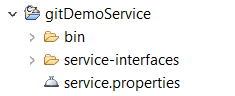 gitDemoService
bin
service-interfaces
service.properties